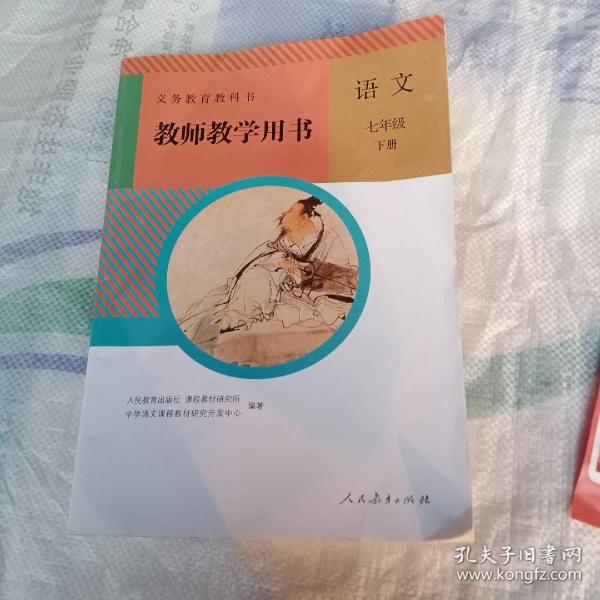 义务教育教科书
教师教学用书
语文
七年级
下册
人民教育出版社 课程教材研究所
中学语文课程教材研究开发中心
编著
人民教育出版社
孔夫子旧书网
www.kongfz.com